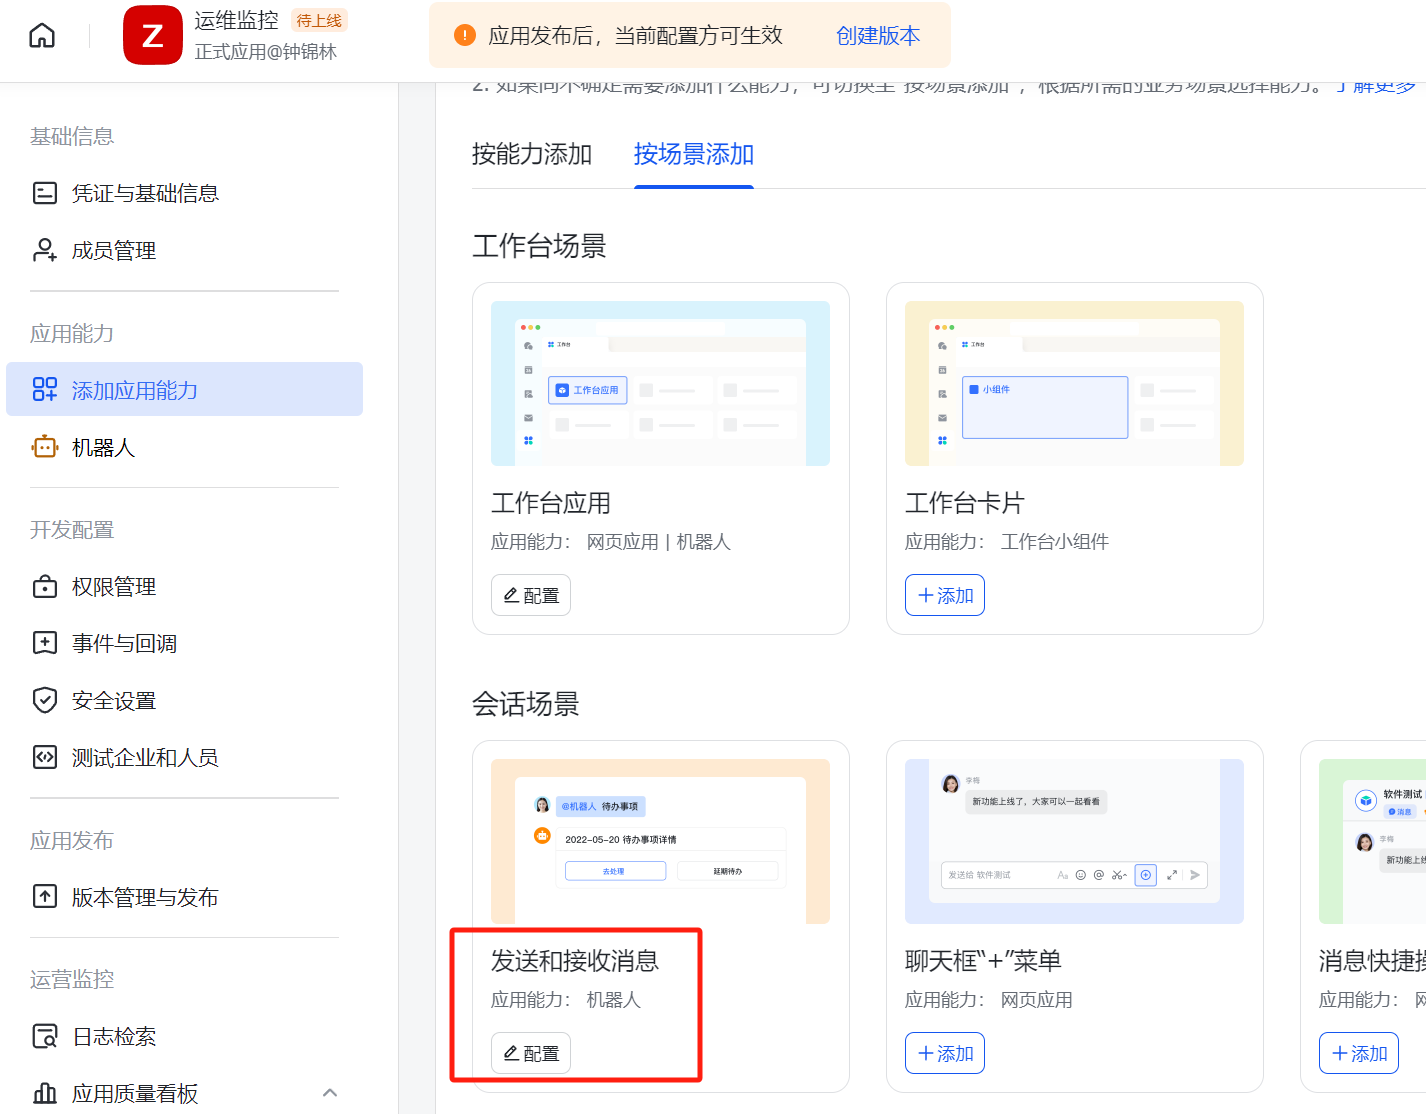 Z
运维监控 待上线
正式应用@钟锦林
应用发布后，当前配置方可生效 创建版本
2. 如果尚不确定需要添加什么能力，可切换至“按场景添加”，根据所需的业务场景选择能力。了解更多
基础信息
凭证与基础信息
成员管理
应用能力
添加应用能力
机器人
开发配置
权限管理
事件与回调
安全设置
测试企业和人员
应用发布
版本管理与发布
运营监控
日志检索
应用质量看板
按能力添加 按场景添加
工作台场景
工作台
工作台应用
工作台应用
应用能力： 网页应用 | 机器人
配置
工作台
小组件
工作台卡片
应用能力： 工作台小组件
添加
会话场景
@机器人 待办事项
2022-05-20 待办事项详情
去处理 延期待办
发送和接收消息
应用能力： 机器人
配置
李梅
新功能上线了，大家可以一起看看
发送给 软件测试 Aa
聊天框“+”菜单
应用能力： 网页应用
添加
软件测试
消息
李梅
新功能上线
消息快捷操
应用能力： 网
添加